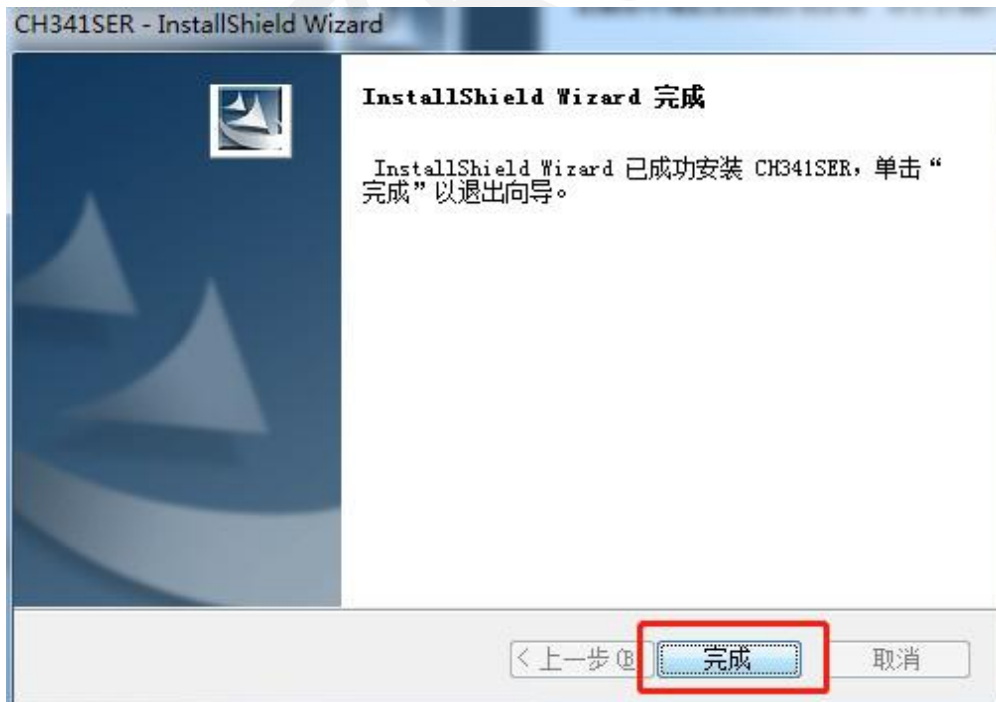 CH341SER - InstallShield Wizard
InstallShield Wizard 完成
InstallShield Wizard 已成功安装 CH341SER，单击“
完成”以退出向导。
<上一步(B)
完成
取消